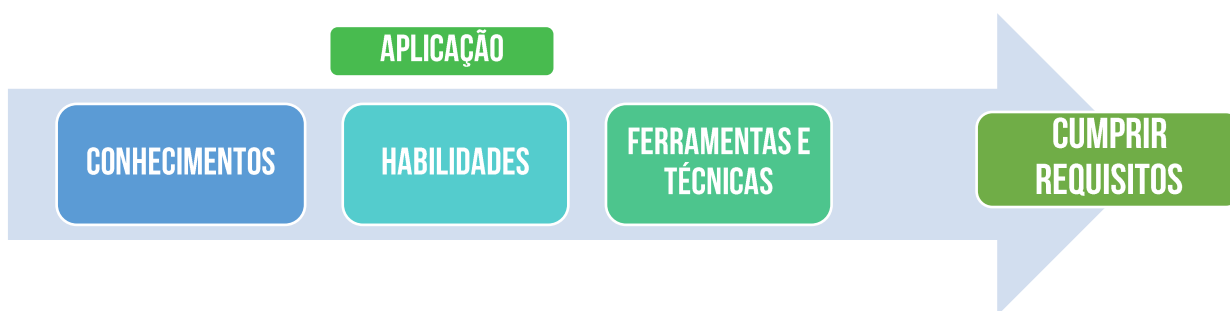 APLICAÇÃO
CONHECIMENTOS
HABILIDADES
FERRAMENTAS E
TÉCNICAS
CUMPRIR
REQUISITOS